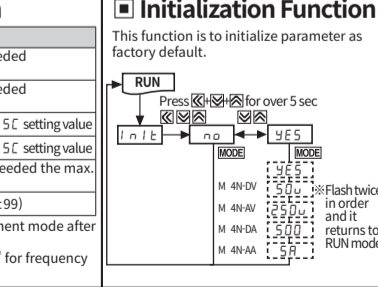 ■ Initialization Function
This function is to initialize parameter as
factory default.
RUN
Press ≪+⌄+⌃ for over 5 sec
InIt
no
YES
MODE
MODE
YES
M 4N-DV 50u
M 4N-AV 250u
M 4N-DA 500
M 4N-AA 5A
※Flash twice
in order
and it
returns to
RUN mode
eded
eded
SC setting value
SC setting value
eeded the max.
99)
ent mode after
for frequency